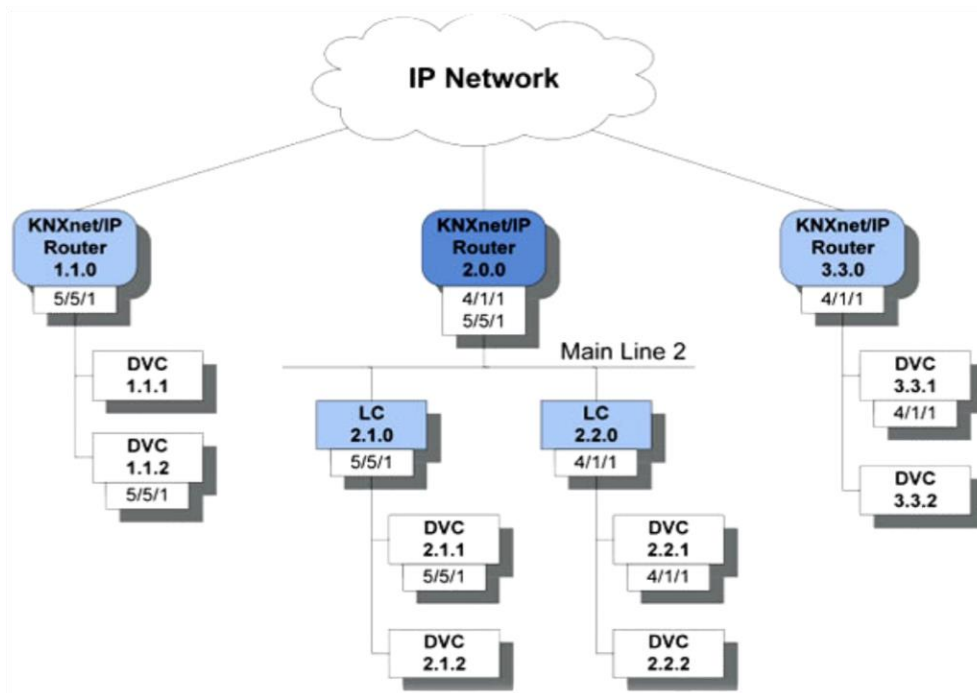 IP Network
KNXnet/IP
Router
1.1.0
5/5/1
DVC
1.1.1
DVC
1.1.2
5/5/1
KNXnet/IP
Router
2.0.0
4/1/1
5/5/1
Main Line 2
LC
2.1.0
5/5/1
DVC
2.1.1
5/5/1
DVC
2.1.2
LC
2.2.0
4/1/1
DVC
2.2.1
4/1/1
DVC
2.2.2
KNXnet/IP
Router
3.3.0
4/1/1
DVC
3.3.1
4/1/1
DVC
3.3.2